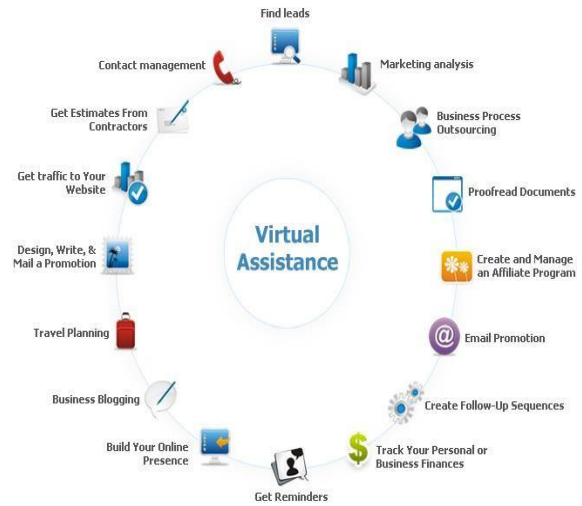 Find leads
Marketing analysis
Business Process
Outsourcing
Proofread Documents
Create and Manage
an Affiliate Program
@
Email Promotion
Create Follow-Up Sequences
$
Track Your Personal or
Business Finances
Get Reminders
Build Your Online
Presence
Business Blogging
Travel Planning
Design, Write, &
Mail a Promotion
Get traffic to Your
Website
Get Estimates From
Contractors
Contact management
Virtual
Assistance